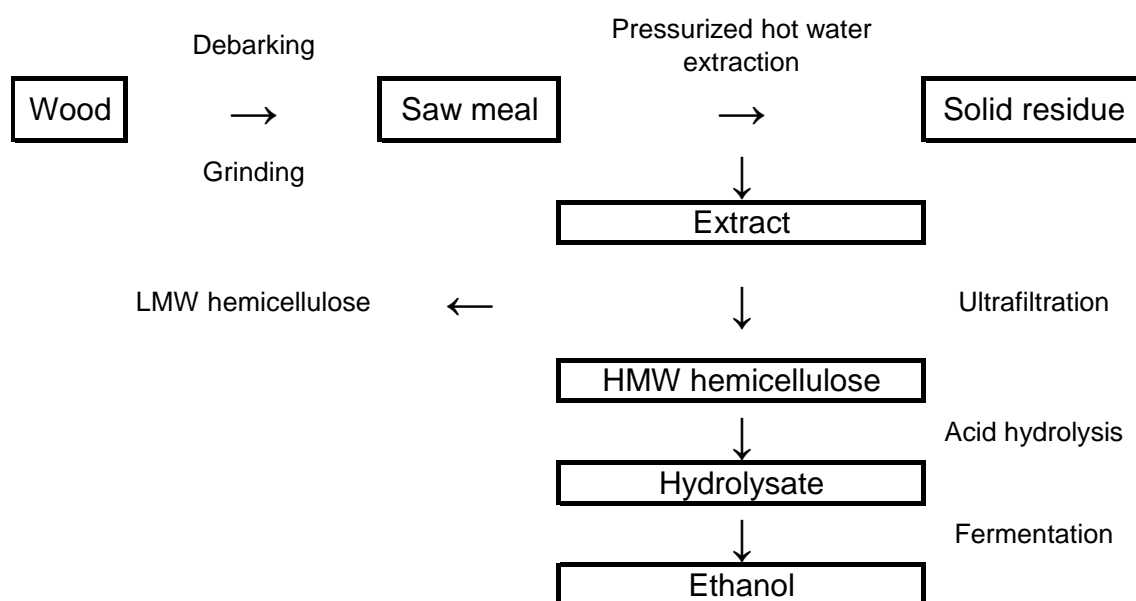 Debarking
Pressurized hot water
extraction
Wood
→
Saw meal
→
Solid residue
Grinding
↓
Extract
LMW hemicellulose
←
↓
Ultrafiltration
HMW hemicellulose
↓
Acid hydrolysis
Hydrolysate
↓
Fermentation
Ethanol